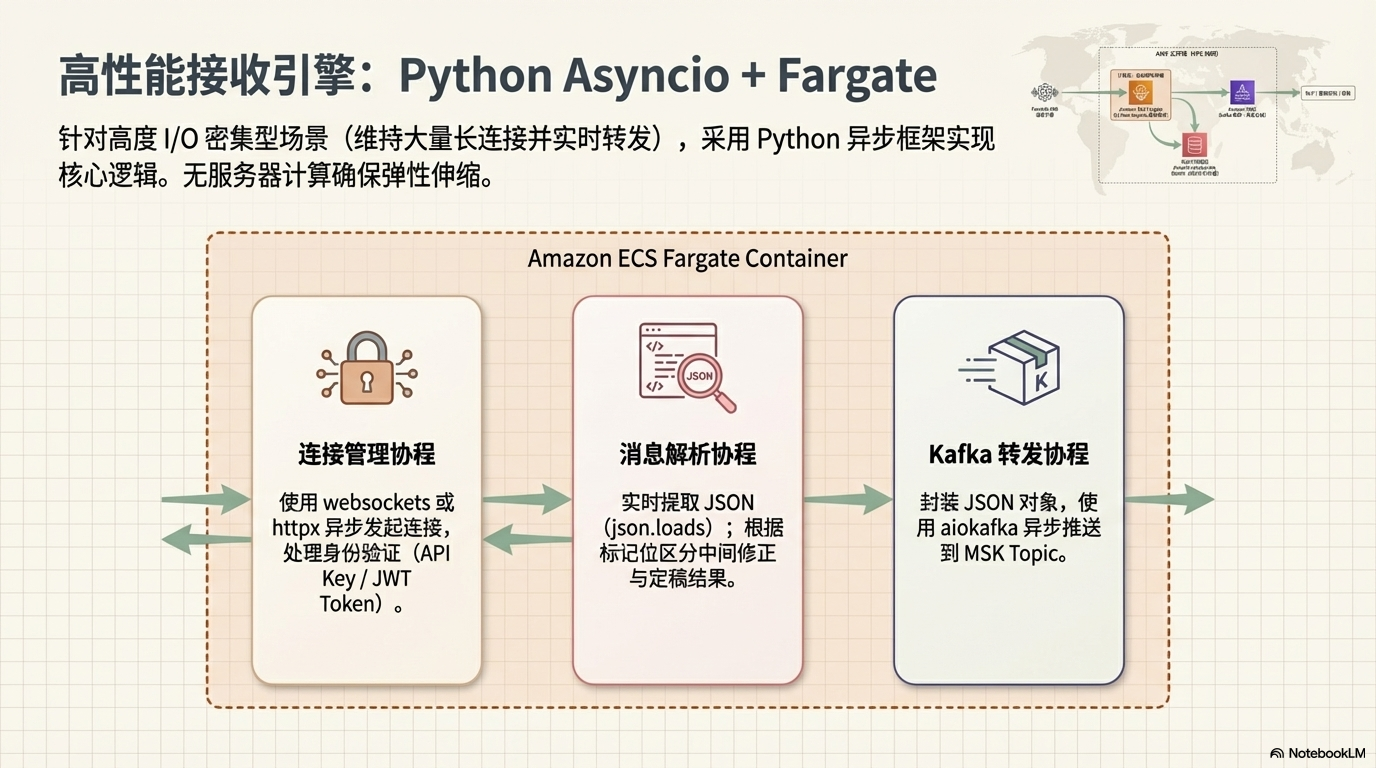 高性能接收引擎：Python Asyncio + Fargate
针对高度 I/O 密集型场景（维持大量长连接并实时转发），采用 Python 异步框架实现
核心逻辑。无服务器计算确保弹性伸缩。
Amazon ECS Fargate Container
连接管理协程
使用 websockets 或
httpx 异步发起连接，
处理身份验证（API
Key / JWT
Token）。
</>
</>
JSON
消息解析协程
实时提取 JSON
（json.loads）；根据
标记位区分中间修正
与定稿结果。
K
Kafka 转发协程
封装 JSON 对象，使
用 aiokafka 异步推送
到 MSK Topic。
NotebookLM